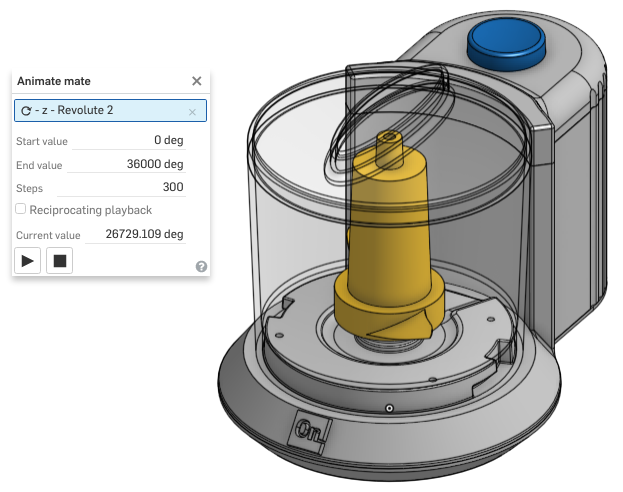 Animate mate
- z - Revolute 2
Start value 0 deg
End value 36000 deg
Steps 300
Reciprocating playback
Current value 26729.109 deg
?
On